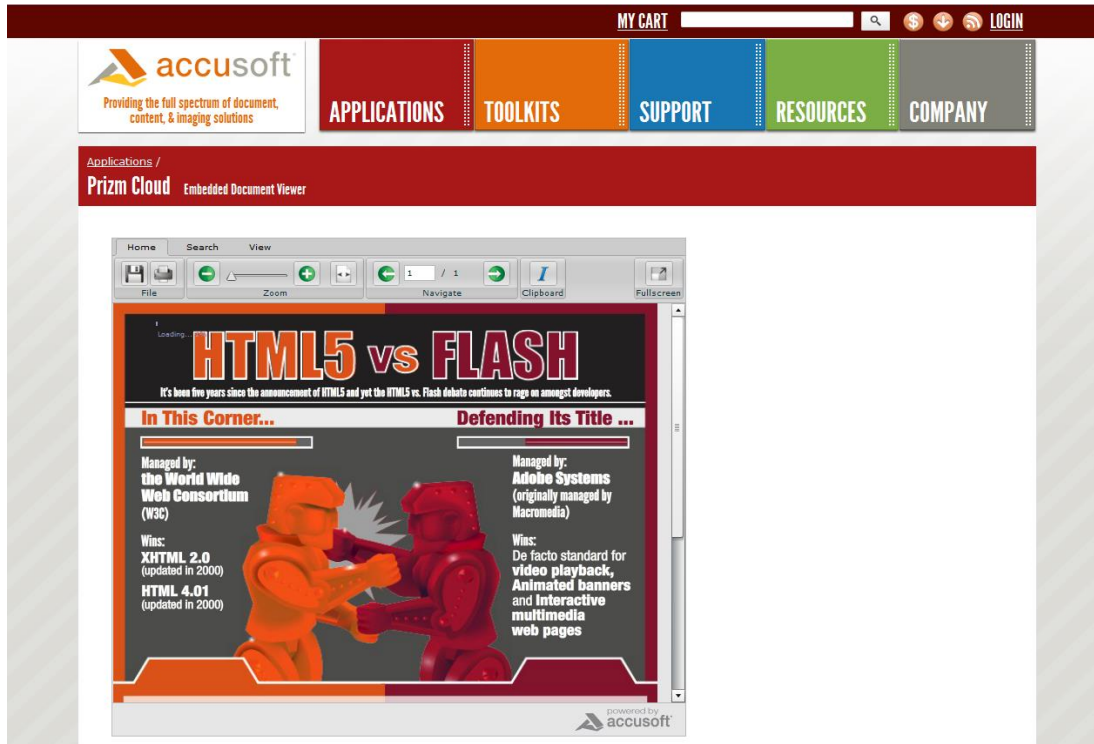 MY CART
LOGIN
accusoft
Providing the full spectrum of document,
content, & imaging solutions
APPLICATIONS
TOOLKITS
SUPPORT
RESOURCES
COMPANY
Applications /
Prizm Cloud Embedded Document Viewer
Home Search View
1 / 1
File Zoom Navigate Clipboard Fullscreen
1
Loading...
HTML5 vs FLASH
It's been five years since the announcement of HTML5 and yet the HTML5 vs. Flash debate continues to rage on amongst developers.
In This Corner...
Defending Its Title ...
Managed by:
the World Wide
Web Consortium
(W3C)
Wins:
XHTML 2.0
(updated in 2000)
HTML 4.01
(updated in 2000)
Managed by:
Adobe Systems
(originally managed by
Macromedia)
Wins:
De facto standard for
video playback,
Animated banners
and Interactive
multimedia
web pages
powered by
accusoft